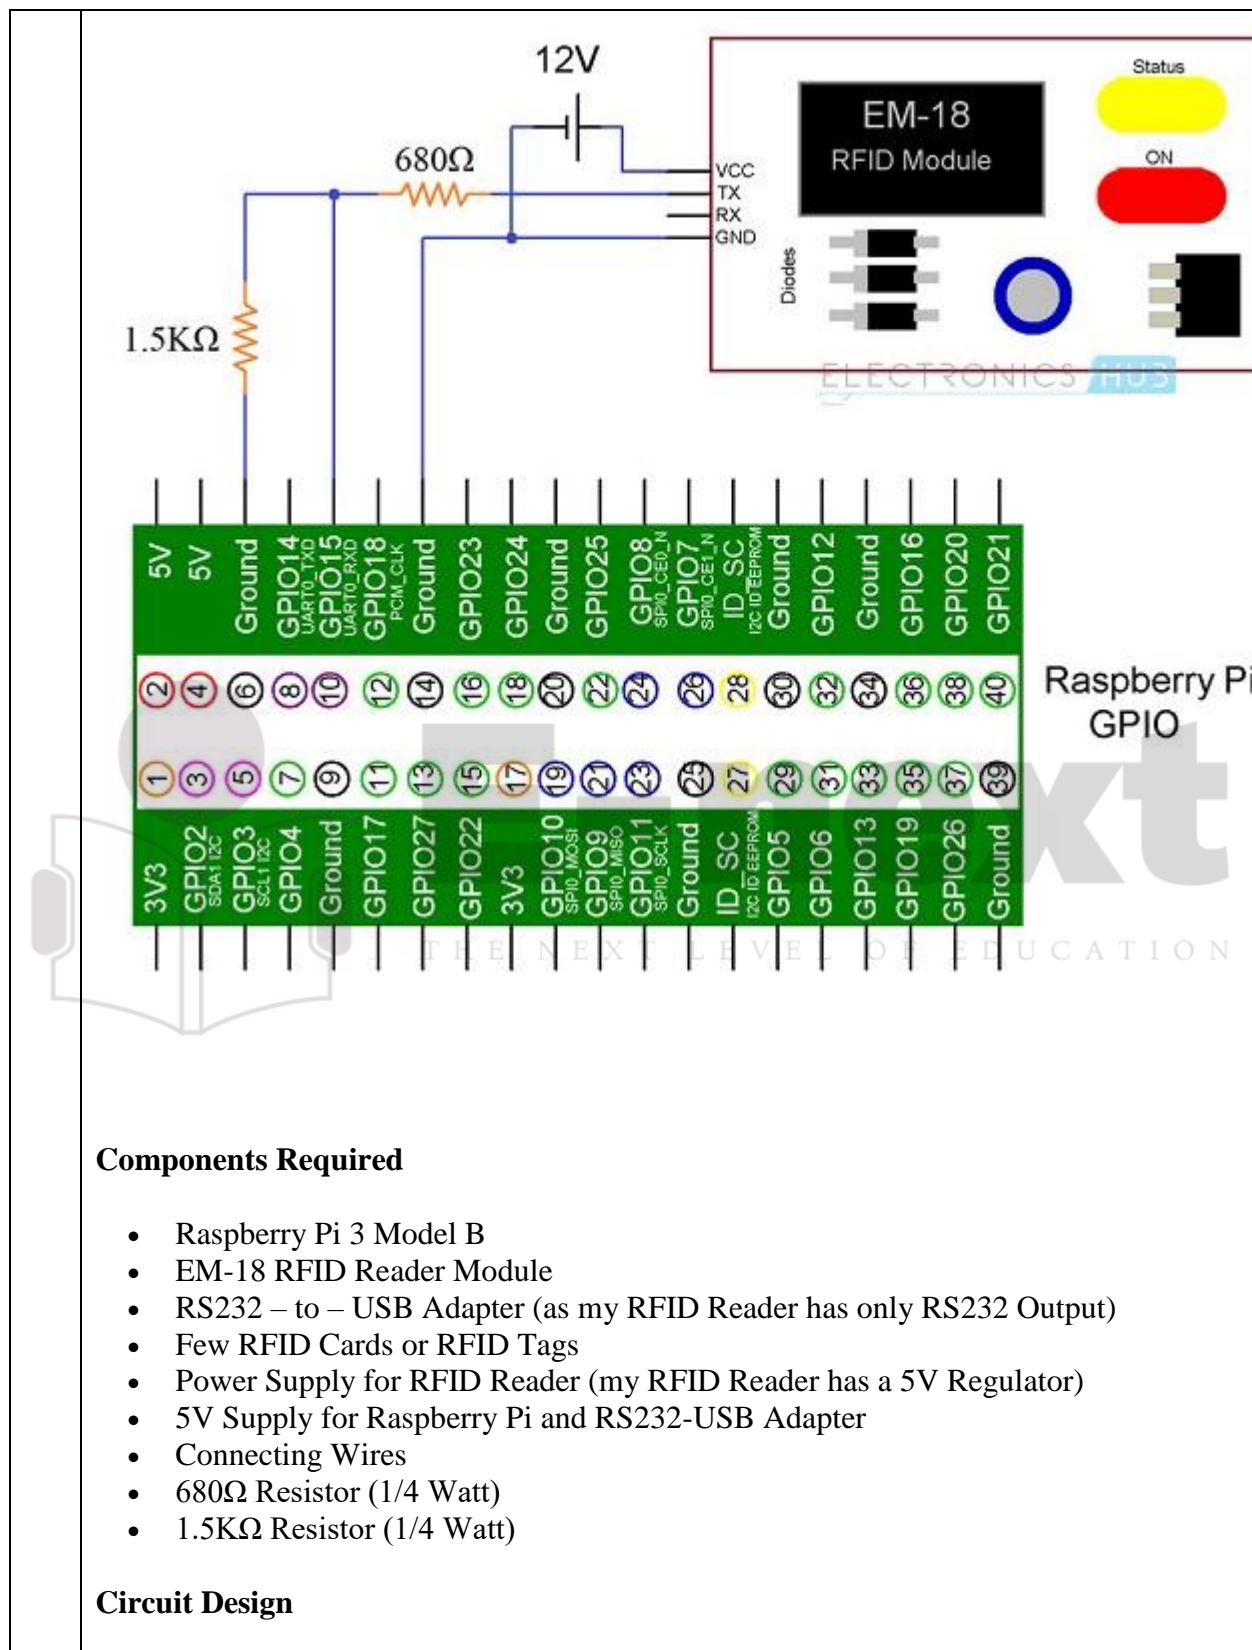 12V
Status
EM-18
RFID Module
ON
680Ω
VCC
TX
RX
GND
Diodes
1.5KΩ
ELECTRONICS HUB
5V
5V
Ground
GPIO14
UART0_TXD
GPIO15
UART0_RXD
GPIO18
PCM_CLK
Ground
GPIO23
GPIO24
Ground
GPIO25
GPIO8
SPI0_CE0_N
GPIO7
SPI0_CE1_N
ID_SC
I2C ID EEPROM
Ground
GPIO12
Ground
GPIO16
GPIO20
GPIO21
2 4 6 8 10 12 14 16 18 20 22 24 26 28 30 32 34 36 38 40
Raspberry Pi
GPIO
1 3 5 7 9 11 13 15 17 19 21 23 25 27 29 31 33 35 37 39
3V3
GPIO2
SDA1 I2C
GPIO3
SCL1 I2C
GPIO4
Ground
GPIO17
GPIO27
GPIO22
3V3
GPIO10
SPI0_MOSI
GPIO9
SPI0_MISO
GPIO11
SPI0_SCLK
Ground
ID_SC
I2C ID EEPROM
GPIO5
GPIO6
GPIO13
GPIO19
GPIO26
Ground
E-next
THE NEXT LEVEL OF EDUCATION
Components Required
• Raspberry Pi 3 Model B
• EM-18 RFID Reader Module
• RS232 – to – USB Adapter (as my RFID Reader has only RS232 Output)
• Few RFID Cards or RFID Tags
• Power Supply for RFID Reader (my RFID Reader has a 5V Regulator)
• 5V Supply for Raspberry Pi and RS232-USB Adapter
• Connecting Wires
• 680Ω Resistor (1/4 Watt)
• 1.5KΩ Resistor (1/4 Watt)
Circuit Design